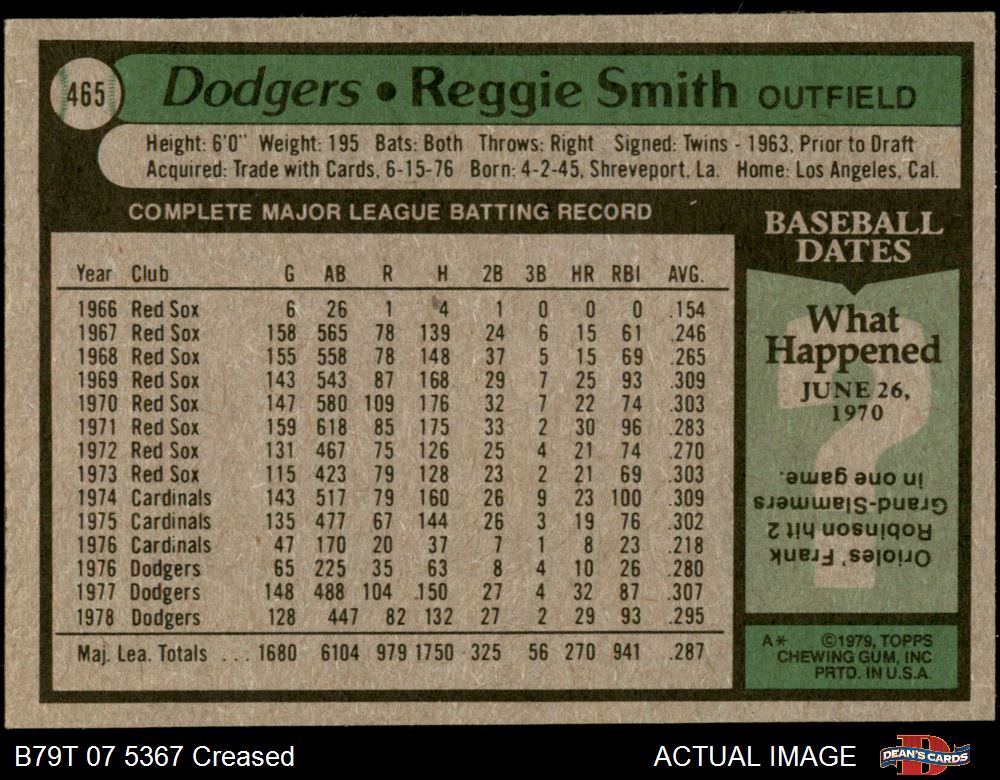 465
Dodgers • Reggie Smith OUTFIELD
Height: 6'0" Weight: 195 Bats: Both Throws: Right Signed: Twins - 1963, Prior to Draft
Acquired: Trade with Cards, 6-15-76 Born: 4-2-45, Shreveport, La. Home: Los Angeles, Cal.
COMPLETE MAJOR LEAGUE BATTING RECORD
Year Club G AB R H 2B 3B HR RBI AVG.
1966 Red Sox 6 26 1 4 1 0 0 0 .154
1967 Red Sox 158 565 78 139 24 6 15 61 .246
1968 Red Sox 155 558 78 148 37 5 15 69 .265
1969 Red Sox 143 543 87 168 29 7 25 93 .309
1970 Red Sox 147 580 109 176 32 7 22 74 .303
1971 Red Sox 159 618 85 175 33 2 30 96 .283
1972 Red Sox 131 467 75 126 25 4 21 74 .270
1973 Red Sox 115 423 79 128 23 2 21 69 .303
1974 Cardinals 143 517 79 160 26 9 23 100 .309
1975 Cardinals 135 477 67 144 26 3 19 76 .302
1976 Cardinals 47 170 20 37 7 1 8 23 .218
1976 Dodgers 65 225 35 63 8 4 10 26 .280
1977 Dodgers 148 488 104 150 27 4 32 87 .307
1978 Dodgers 128 447 82 132 27 2 29 93 .295
Maj. Lea. Totals ... 1680 6104 979 1750 325 56 270 941 .287
BASEBALL
DATES
What
Happened
JUNE 26,
1970
?
Orioles' Frank
Robinson hit 2
Grand-Slammers
in one game.
A* ©1979, TOPPS
CHEWING GUM, INC
PRTD. IN U.S.A.
B79T 07 5367 Creased
ACTUAL IMAGE
D
DEAN'S CARDS